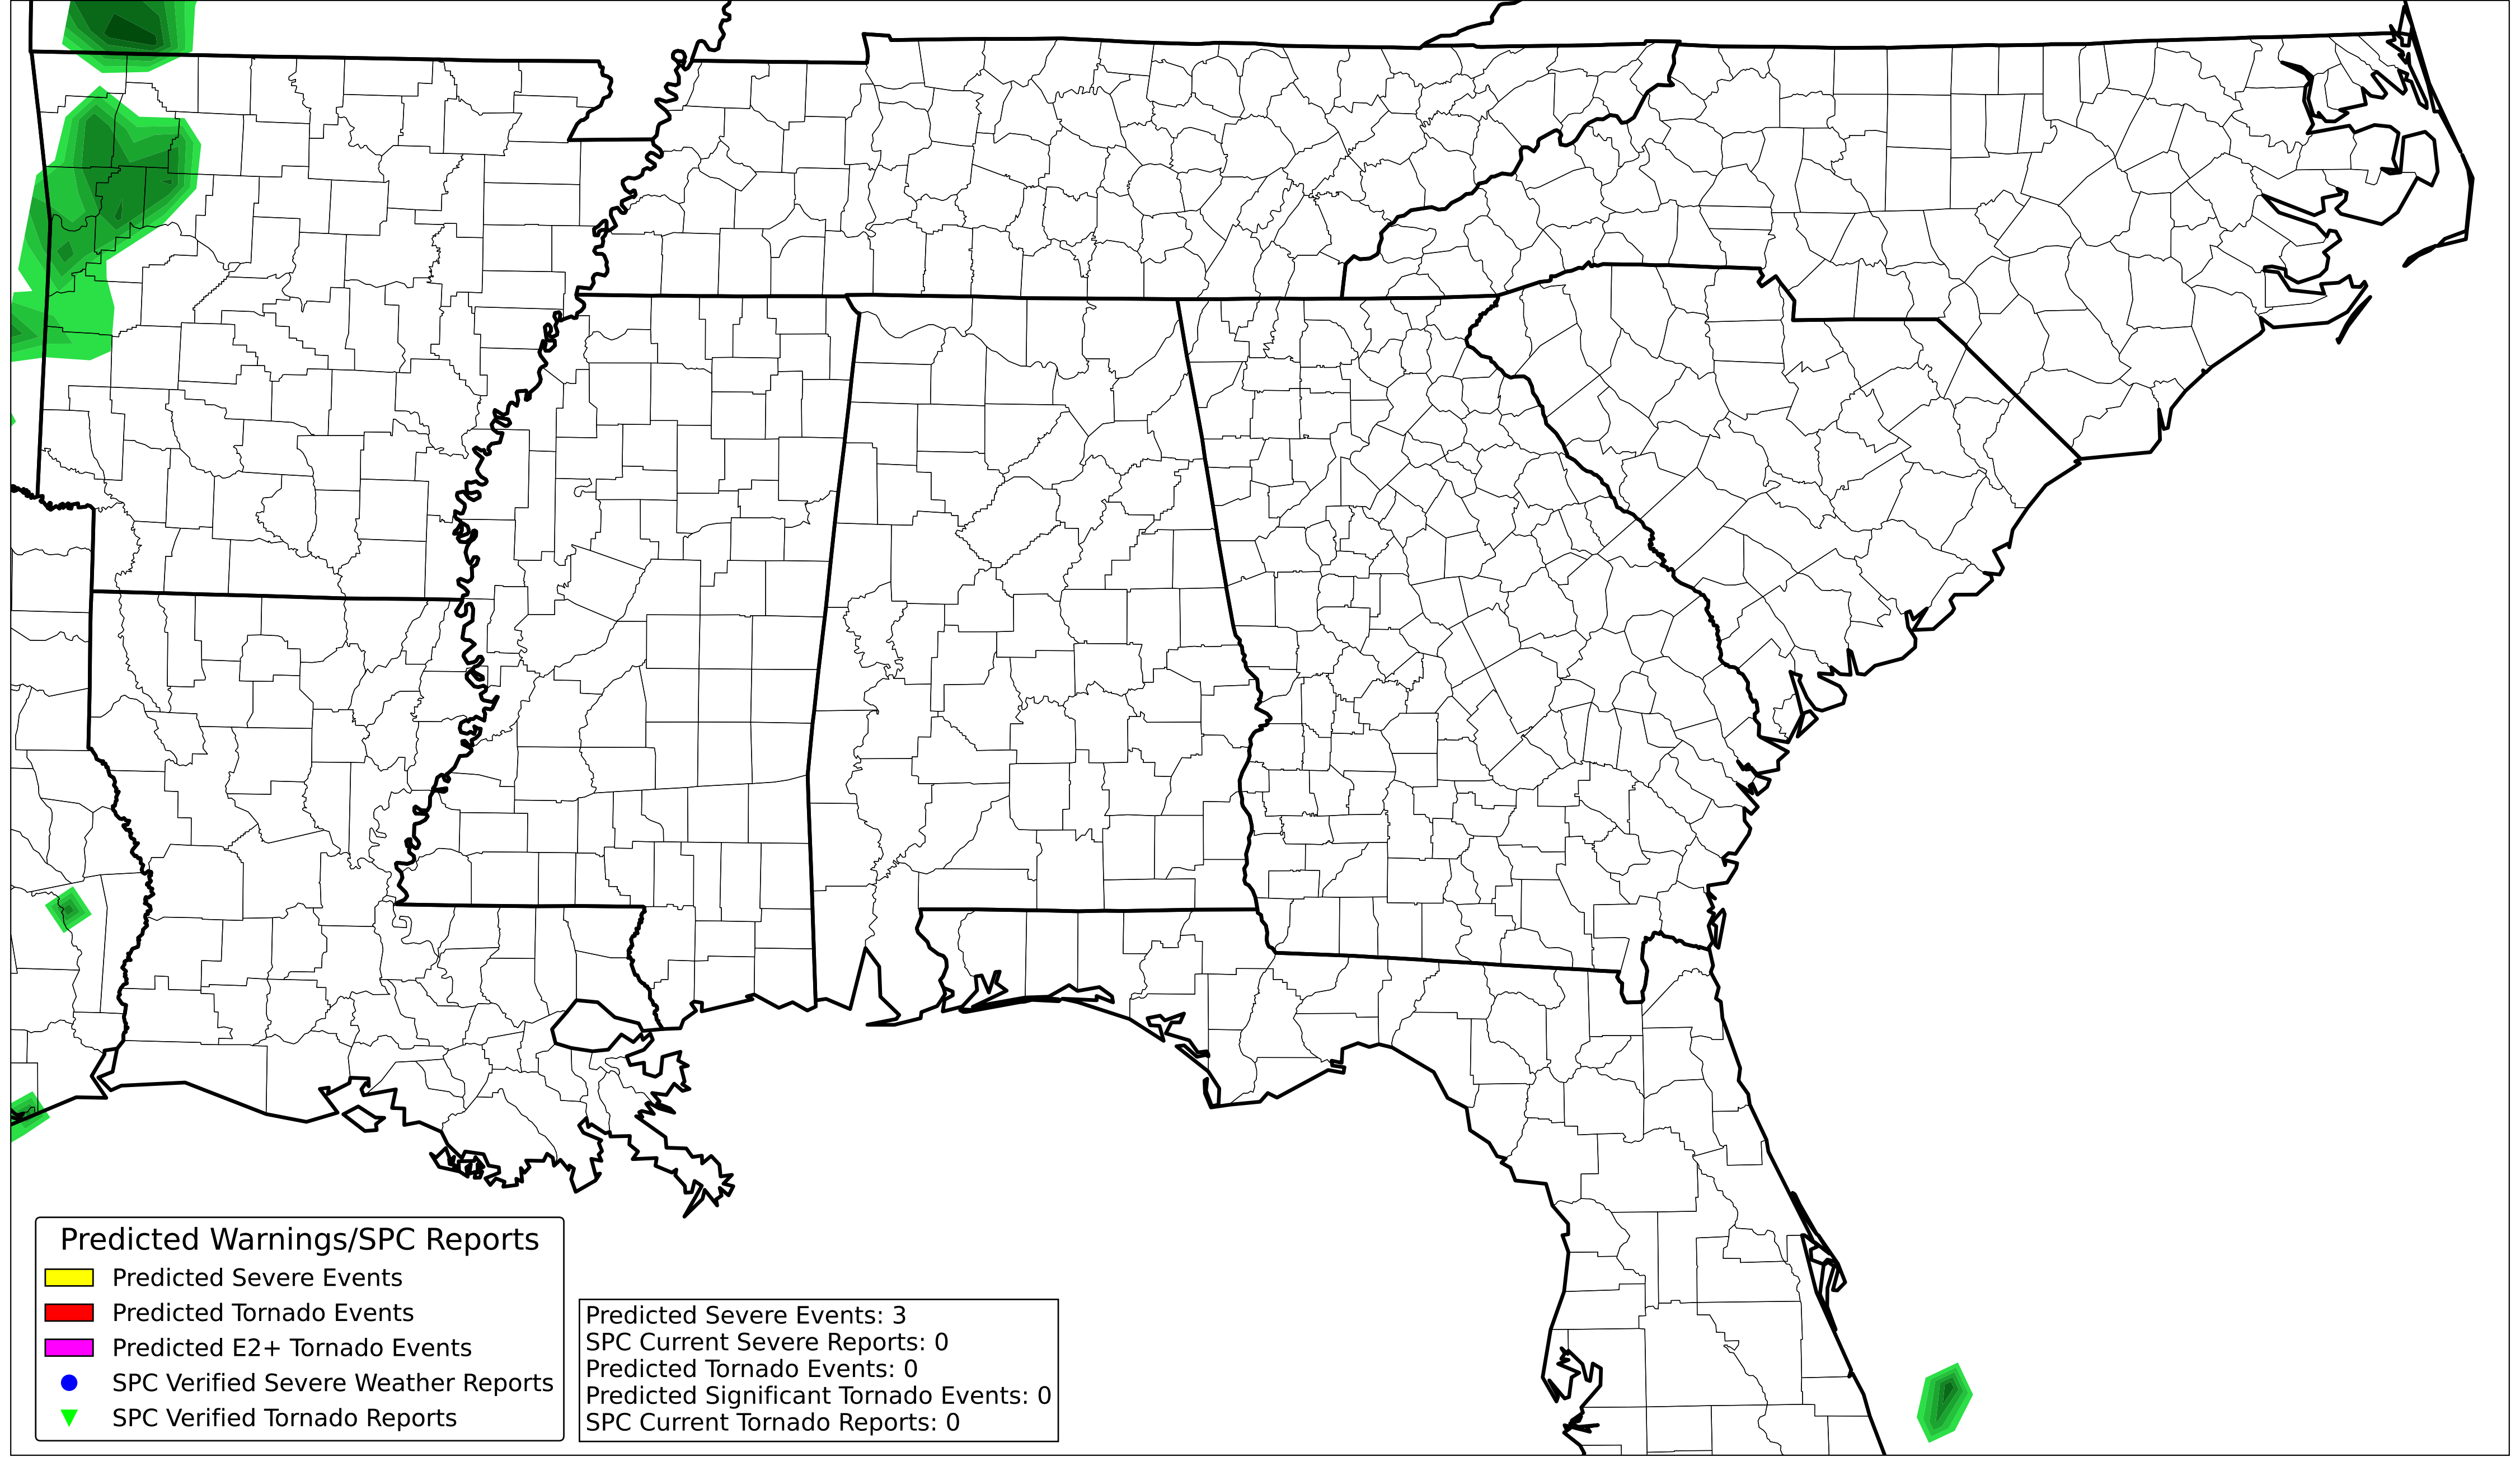 Predicted Warnings/SPC Reports
Predicted Severe Events
Predicted Tornado Events
Predicted E2+ Tornado Events
SPC Verified Severe Weather Reports
SPC Verified Tornado Reports
Predicted Severe Events: 3
SPC Current Severe Reports: 0
Predicted Tornado Events: 0
Predicted Significant Tornado Events: 0
SPC Current Tornado Reports: 0